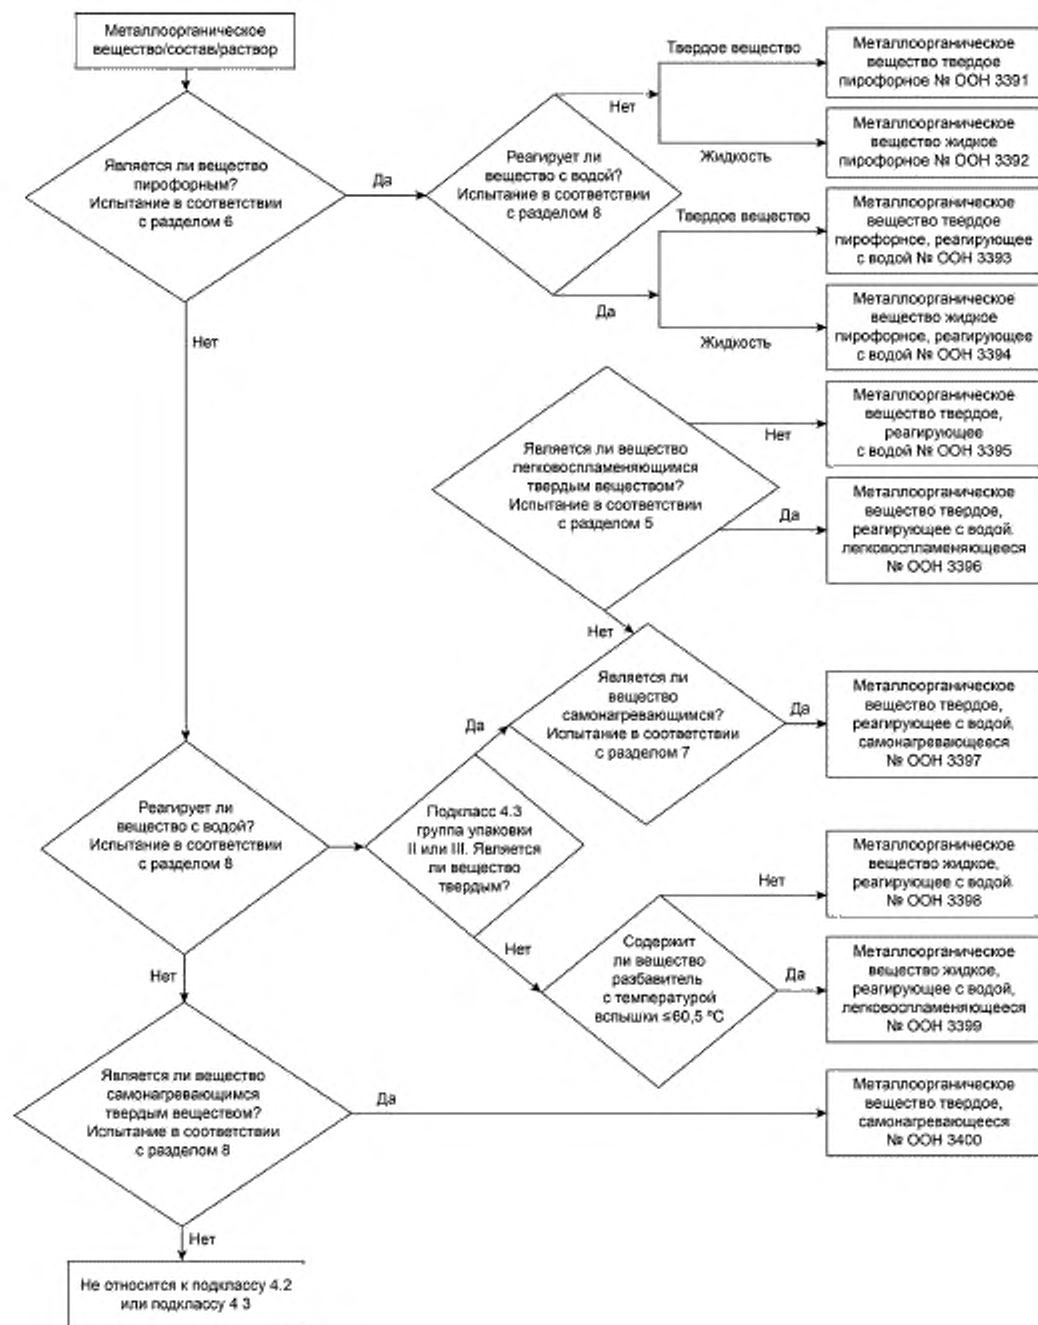 Металлоорганическое
вещество/состав/раствор
Является ли вещество
пирофорным?
Испытание в соответствии
с разделом 6
Да
Реагирует ли
вещество с водой?
Испытание в соответствии
с разделом 8
Нет
Твердое вещество
Металлоорганическое
вещество твердое
пирофорное № ООН 3391
Жидкость
Металлоорганическое
вещество жидкое
пирофорное № ООН 3392
Да
Твердое вещество
Металлоорганическое
вещество твердое
пирофорное, реагирующее
с водой № ООН 3393
Жидкость
Металлоорганическое
вещество жидкое
пирофорное, реагирующее
с водой № ООН 3394
Нет
Является ли вещество
легковоспламеняющимся
твердым веществом?
Испытание в соответствии
с разделом 5
Нет
Металлоорганическое
вещество твердое,
реагирующее
с водой № ООН 3395
Да
Металлоорганическое
вещество твердое,
реагирующее с водой,
легковоспламеняющееся
№ ООН 3396
Нет
Является ли
вещество
самонагревающимся?
Испытание в соответствии
с разделом 7
Да
Металлоорганическое
вещество твердое,
реагирующее с водой,
самонагревающееся
№ ООН 3397
Да
Реагирует ли
вещество с водой?
Испытание в соответствии
с разделом 8
Подкласс 4.3
группа упаковки
II или III. Является
ли вещество
твердым?
Нет
Содержит
ли вещество
разбавитель
с температурой
вспышки ≤60,5 °С
Нет
Металлоорганическое
вещество жидкое,
реагирующее с водой
№ ООН 3398
Да
Металлоорганическое
вещество жидкое,
реагирующее с водой,
легковоспламеняющееся
№ ООН 3399
Нет
Является ли вещество
самонагревающимся
твердым веществом?
Испытание в соответствии
с разделом 8
Да
Металлоорганическое
вещество твердое,
самонагревающееся
№ ООН 3400
Нет
Не относится к подклассу 4.2
или подклассу 4 3